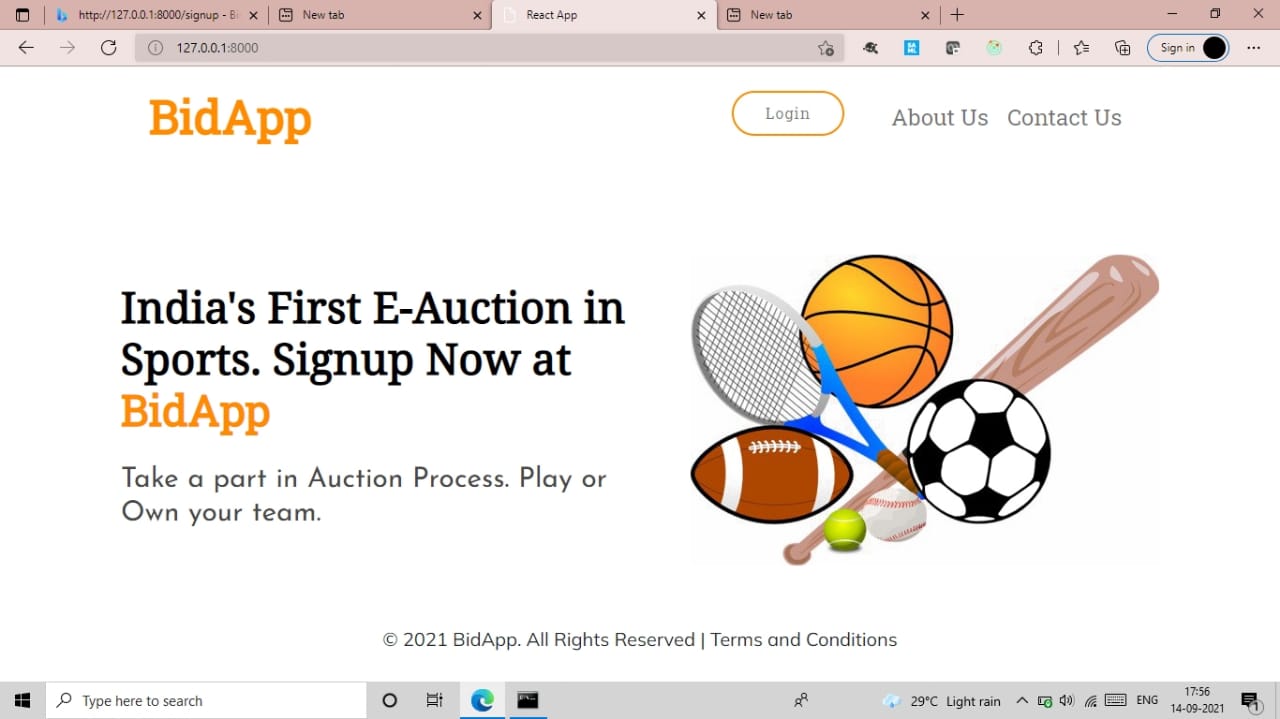 http://127.0.0.1:8000/signup - Bi
New tab
React App
New tab
127.0.0.1:8000
Sign in
BidApp
Login
About Us
Contact Us
India's First E-Auction in
Sports. Signup Now at
BidApp
Take a part in Auction Process. Play or
Own your team.
© 2021 BidApp. All Rights Reserved | Terms and Conditions
Type here to search
29°C Light rain
ENG
17:56
14-09-2021
1